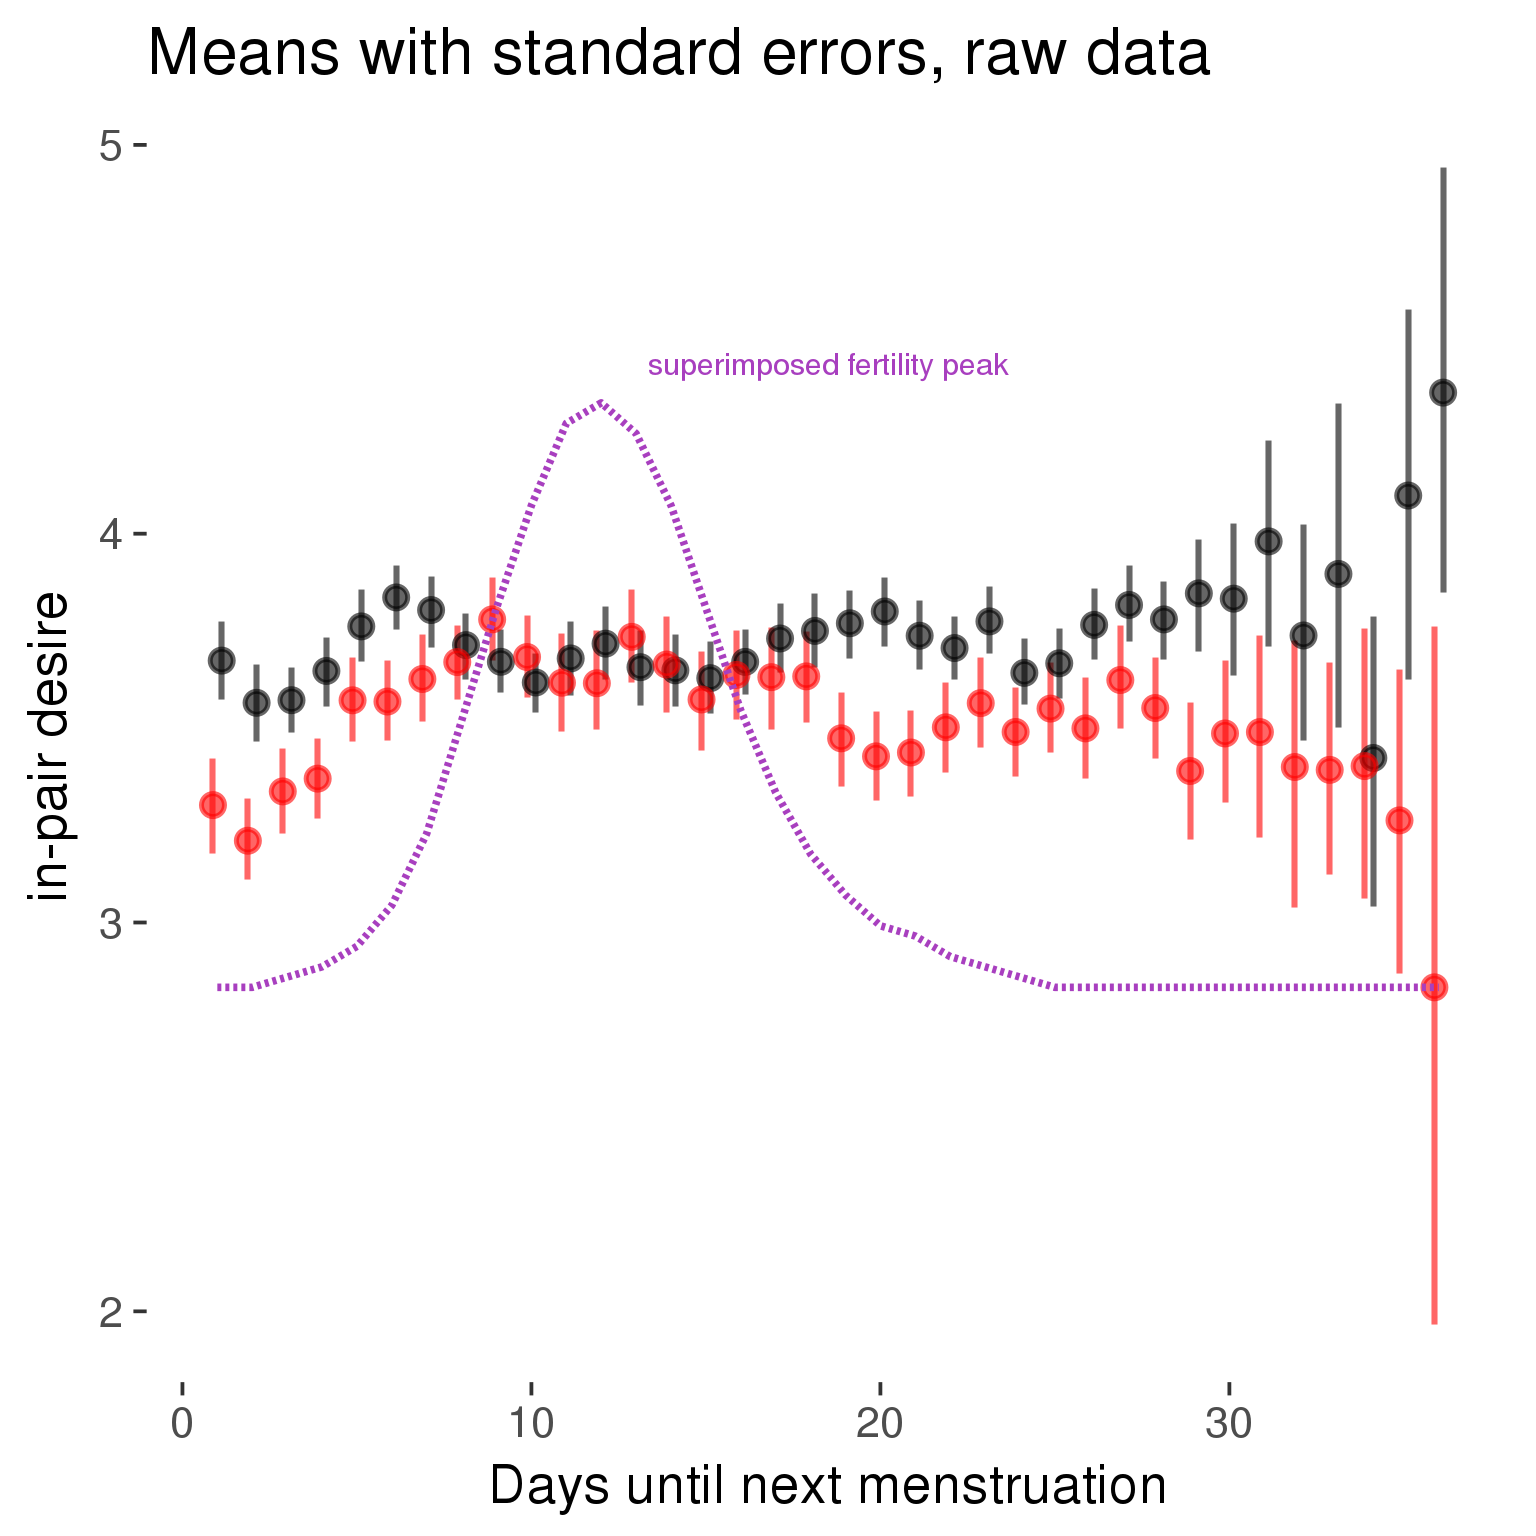 Means with standard errors, raw data
5
superimposed fertility peak
4
in-pair desire
3
2
0 10 20 30
Days until next menstruation